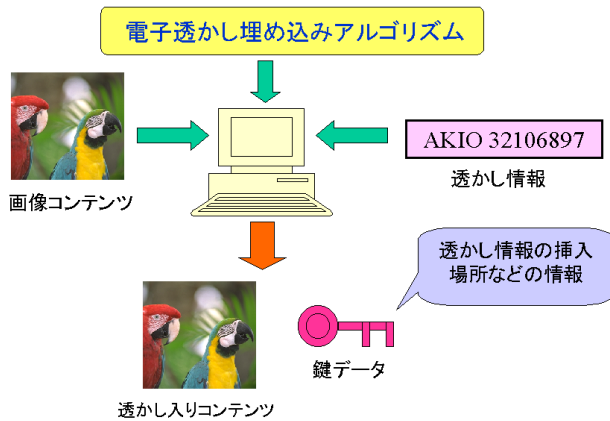 電子透かし埋め込みアルゴリズム
AKIO 32106897
画像コンテンツ
透かし情報
透かし情報の挿入
場所などの情報
鍵データ
透かし入りコンテンツ